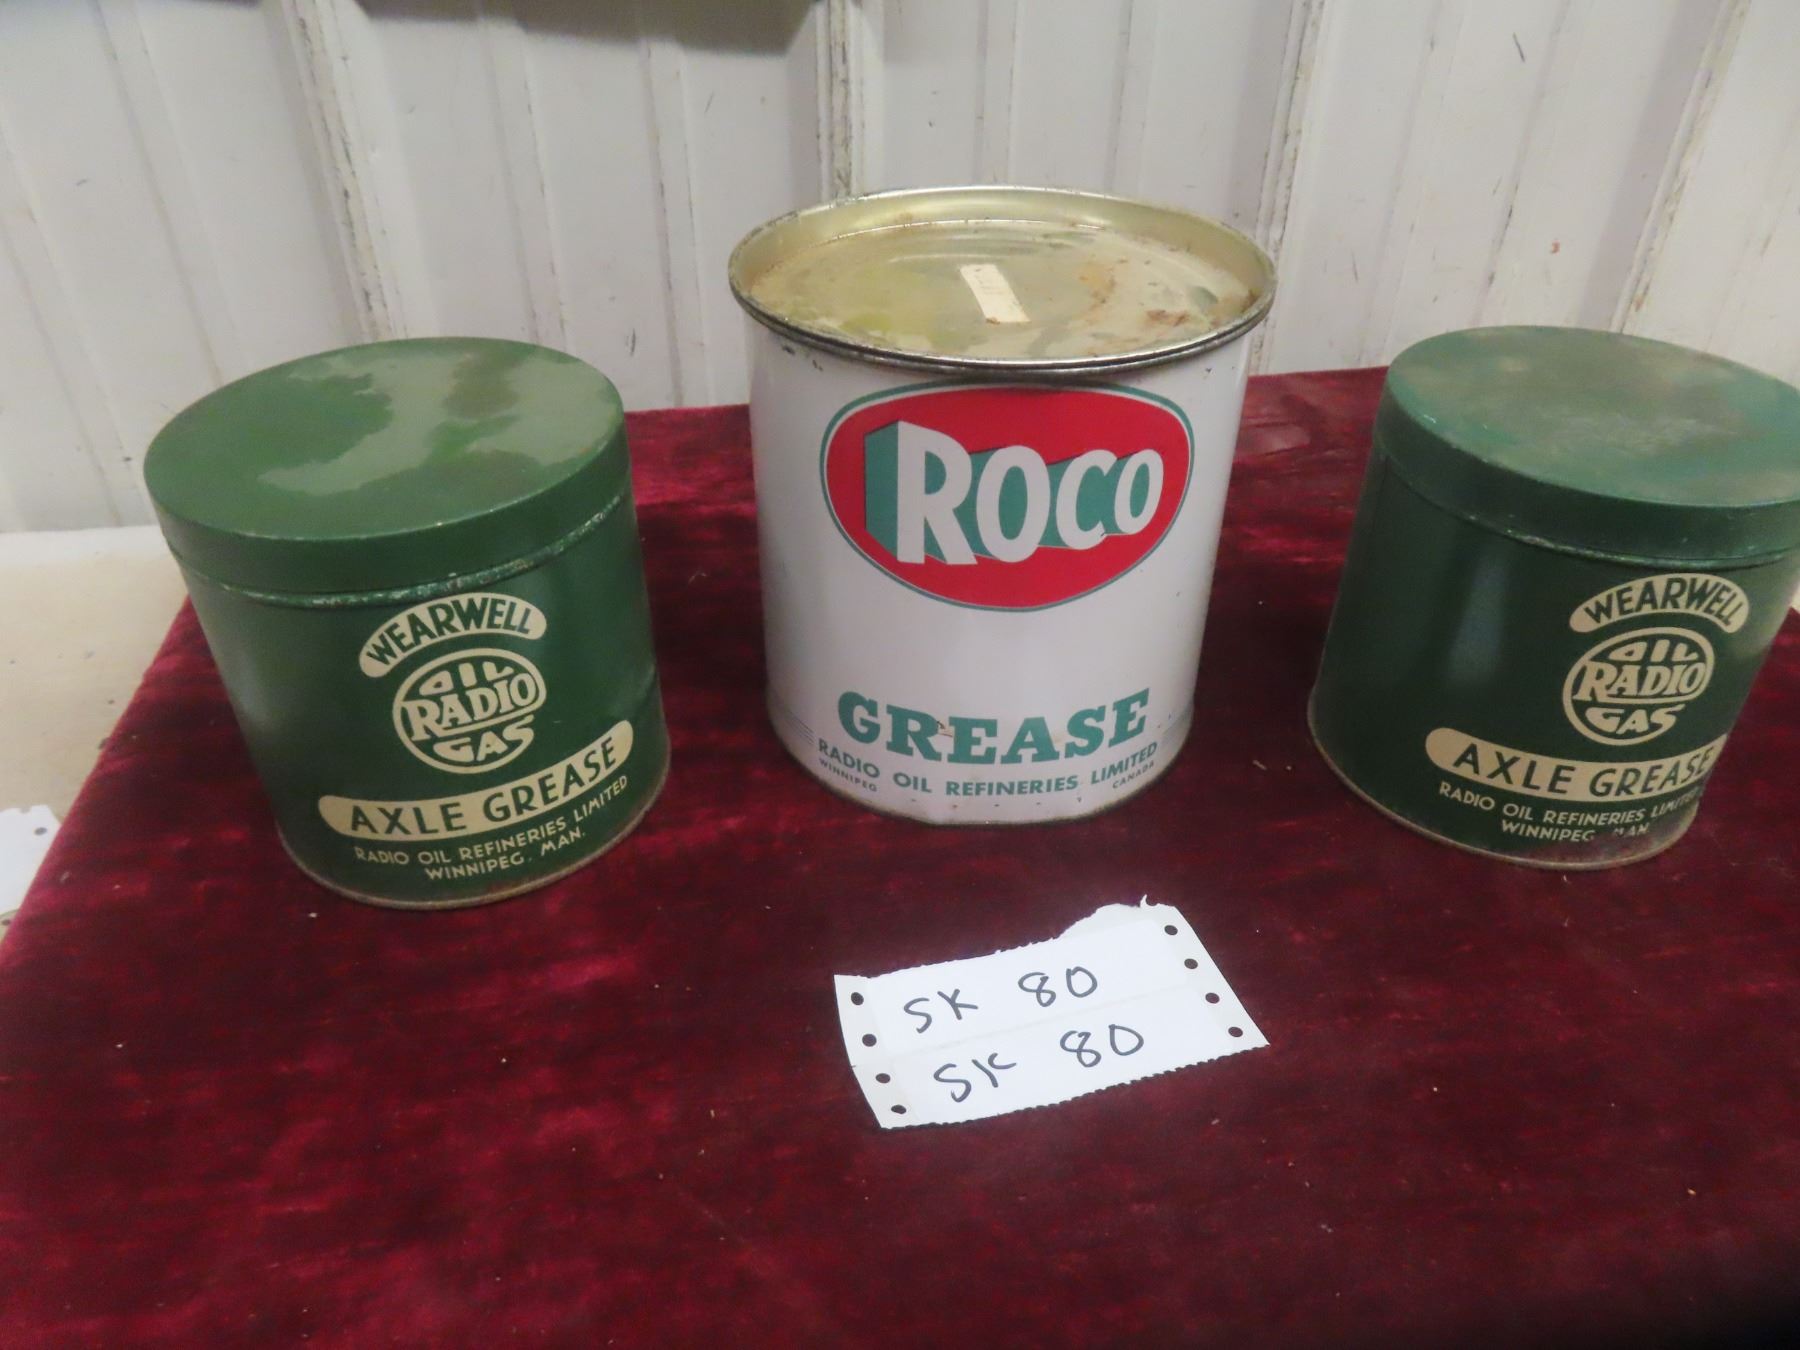 WEARWELL
OIL
RADIO
GAS
AXLE GREASE
RADIO OIL REFINERIES LIMITED
WINNIPEG. MAN.
ROCO
GREASE
RADIO OIL REFINERIES LIMITED
WINNIPEG CANADA
WEARWELL
OIL
RADIO
GAS
AXLE GREASE
RADIO OIL REFINERIES LIMITED
WINNIPEG. MAN.
SK 80
SK 80